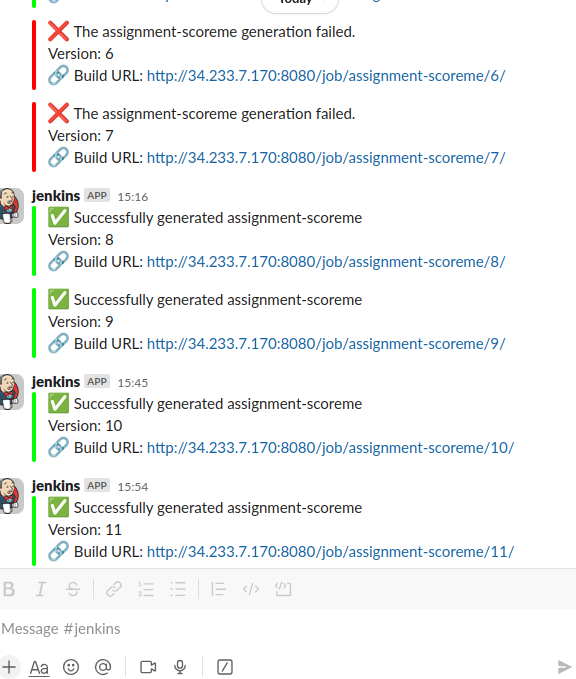 Today
❌ The assignment-scoreme generation failed.
Version: 6
🔗 Build URL: http://34.233.7.170:8080/job/assignment-scoreme/6/
❌ The assignment-scoreme generation failed.
Version: 7
🔗 Build URL: http://34.233.7.170:8080/job/assignment-scoreme/7/
jenkins APP 15:16
✅ Successfully generated assignment-scoreme
Version: 8
🔗 Build URL: http://34.233.7.170:8080/job/assignment-scoreme/8/
✅ Successfully generated assignment-scoreme
Version: 9
🔗 Build URL: http://34.233.7.170:8080/job/assignment-scoreme/9/
jenkins APP 15:45
✅ Successfully generated assignment-scoreme
Version: 10
🔗 Build URL: http://34.233.7.170:8080/job/assignment-scoreme/10/
jenkins APP 15:54
✅ Successfully generated assignment-scoreme
Version: 11
🔗 Build URL: http://34.233.7.170:8080/job/assignment-scoreme/11/
B I S
Message #jenkins
+ Aa @